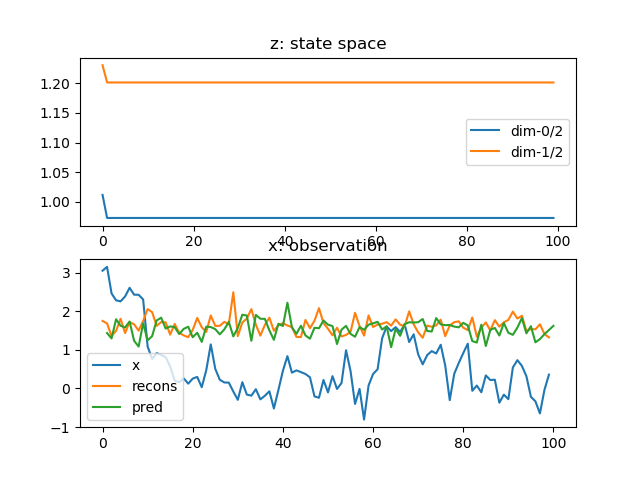 z: state space
1.20
1.15
1.10
1.05
1.00
dim-0/2
dim-1/2
0 20 40 60 80 100
x: observation
3
2
1
0
−1
x
recons
pred
0 20 40 60 80 100